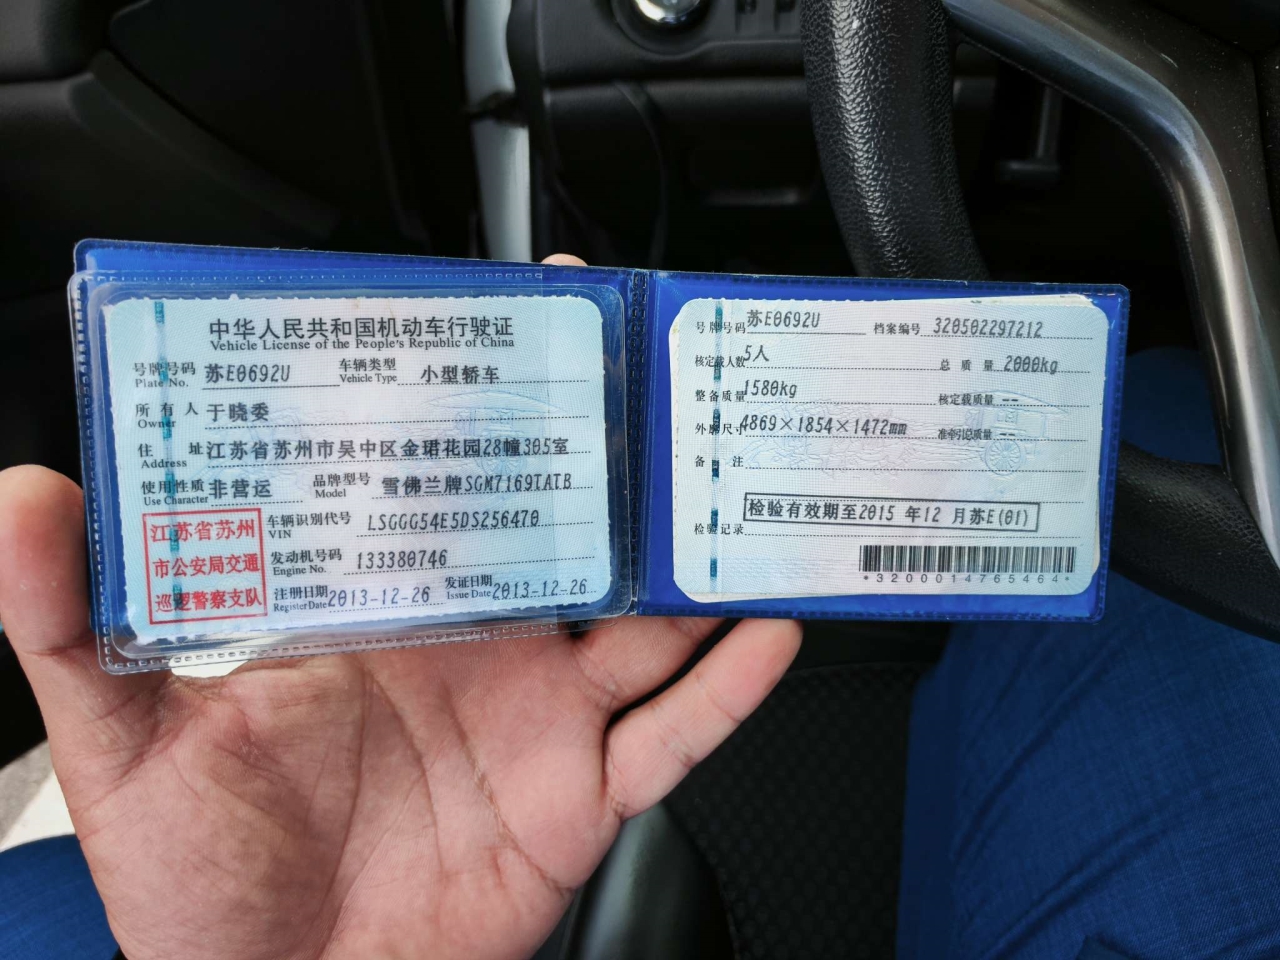 中华人民共和国机动车行驶证
Vehicle License of the People's Republic of China
号牌号码 苏E0692U 车辆类型 小型轿车
Plate No. Vehicle Type
所有人 于晓委
Owner
住址 江苏省苏州市吴中区金珺花园28幢305室
Address
使用性质 非营运 品牌型号 雪佛兰牌SGM7169TATB
Use Character Model
江苏省苏州
市公安局交通
巡逻警察支队
车辆识别代号 LSGGG54E5DS256470
VIN
发动机号码 133380746
Engine No.
注册日期 2013-12-26 发证日期 2013-12-26
Register Date Issue Date
号牌号码 苏E0692U 档案编号 320502297212
核定载人数 5人 总质量 2000kg
整备质量 1580kg 核定载质量 --
外廓尺寸 4869×1854×1472mm 准牵引总质量 --
备注
检验有效期至2015年12月苏E(01)
检验记录
*3200014765464*